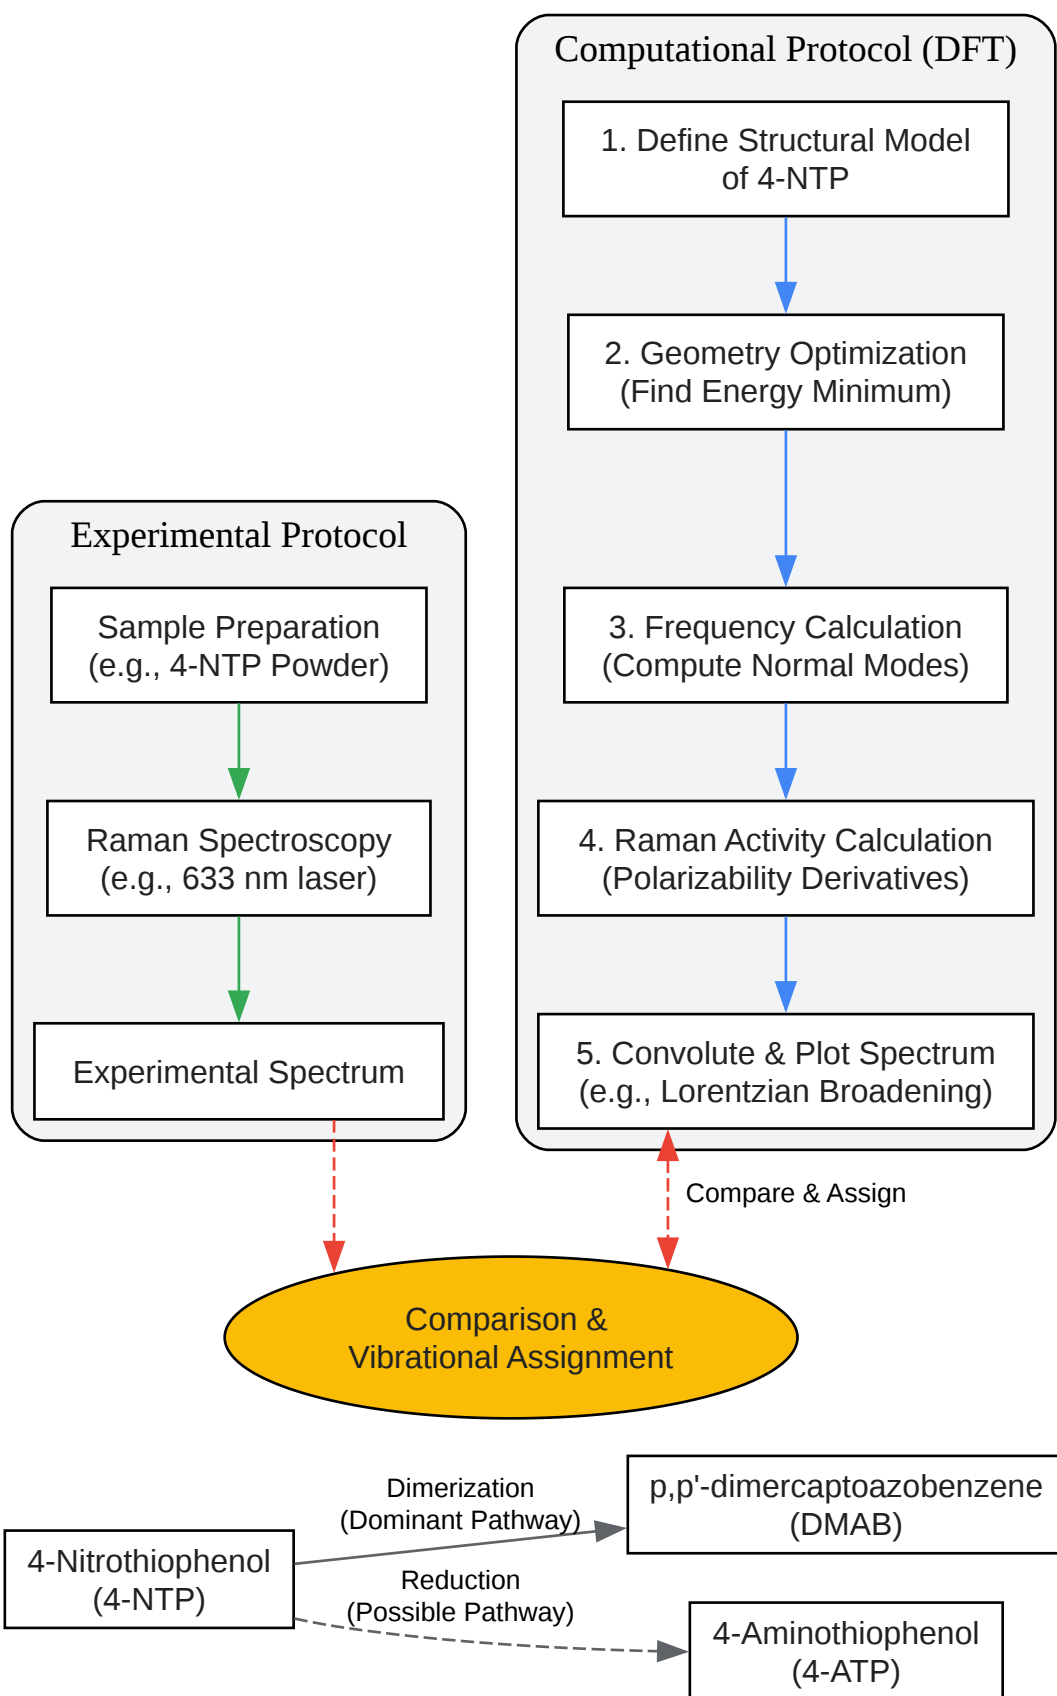 Computational Protocol (DFT)
1. Define Structural Model
of 4-NTP
2. Geometry Optimization
(Find Energy Minimum)
3. Frequency Calculation
(Compute Normal Modes)
4. Raman Activity Calculation
(Polarizability Derivatives)
5. Convolute & Plot Spectrum
(e.g., Lorentzian Broadening)
Experimental Protocol
Sample Preparation
(e.g., 4-NTP Powder)
Raman Spectroscopy
(e.g., 633 nm laser)
Experimental Spectrum
Compare & Assign
Comparison &
Vibrational Assignment
4-Nitrothiophenol
(4-NTP)
Dimerization
(Dominant Pathway)
p,p'-dimercaptoazobenzene
(DMAB)
Reduction
(Possible Pathway)
4-Aminothiophenol
(4-ATP)